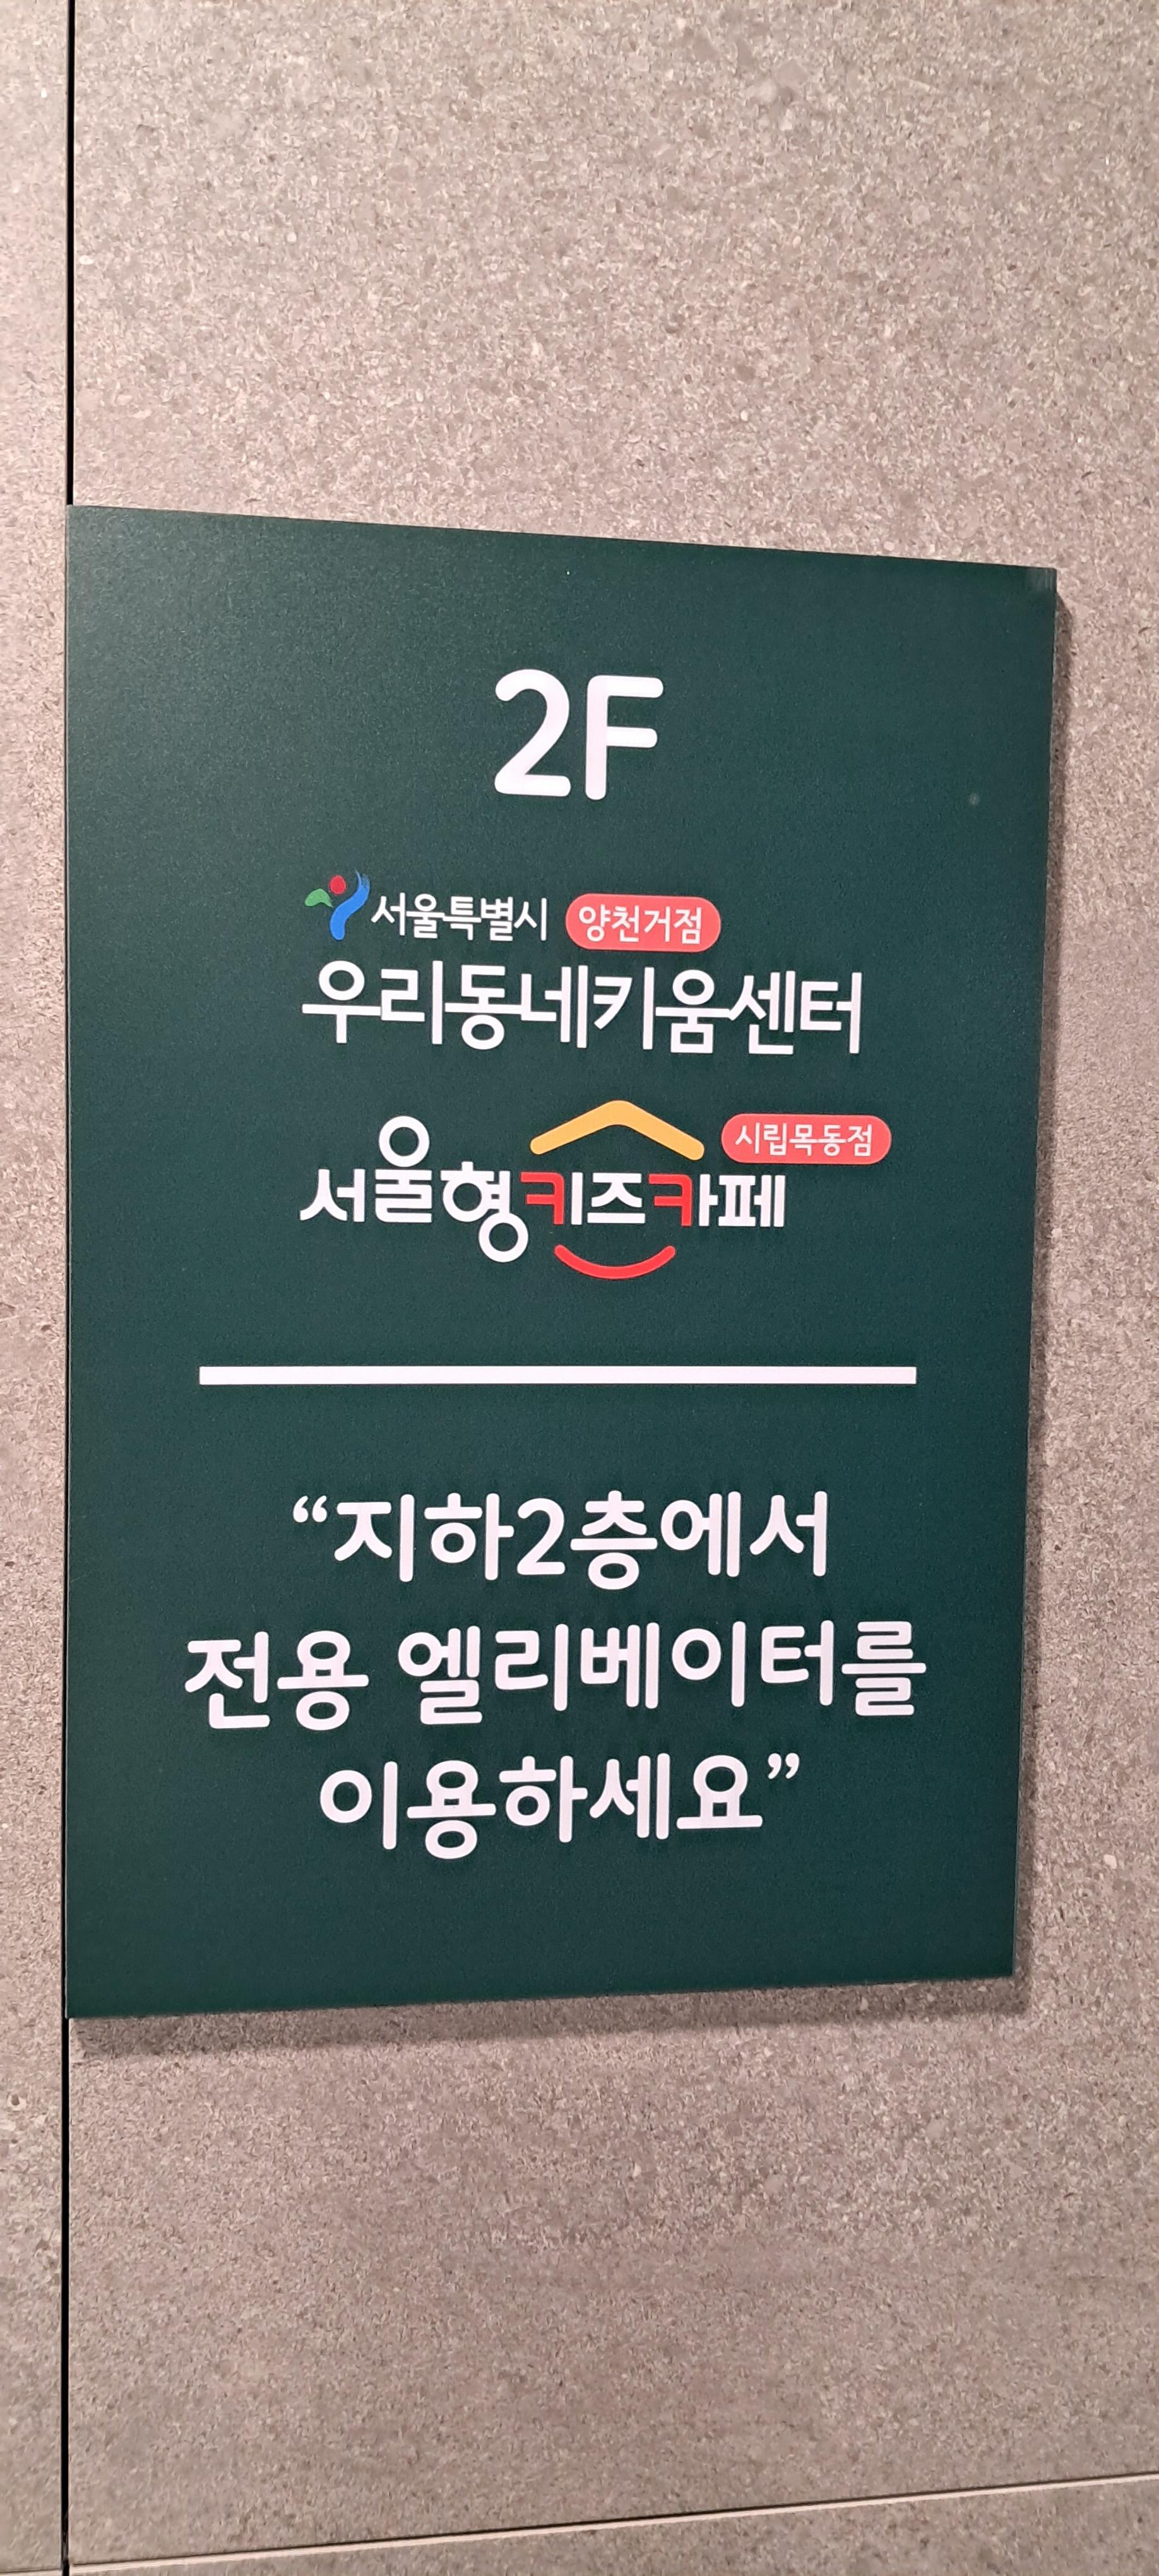 2F
서울특별시 양천거점
우리동네키움센터
시립목동점
서울형키즈카페
“지하2층에서
전용 엘리베이터를
이용하세요”